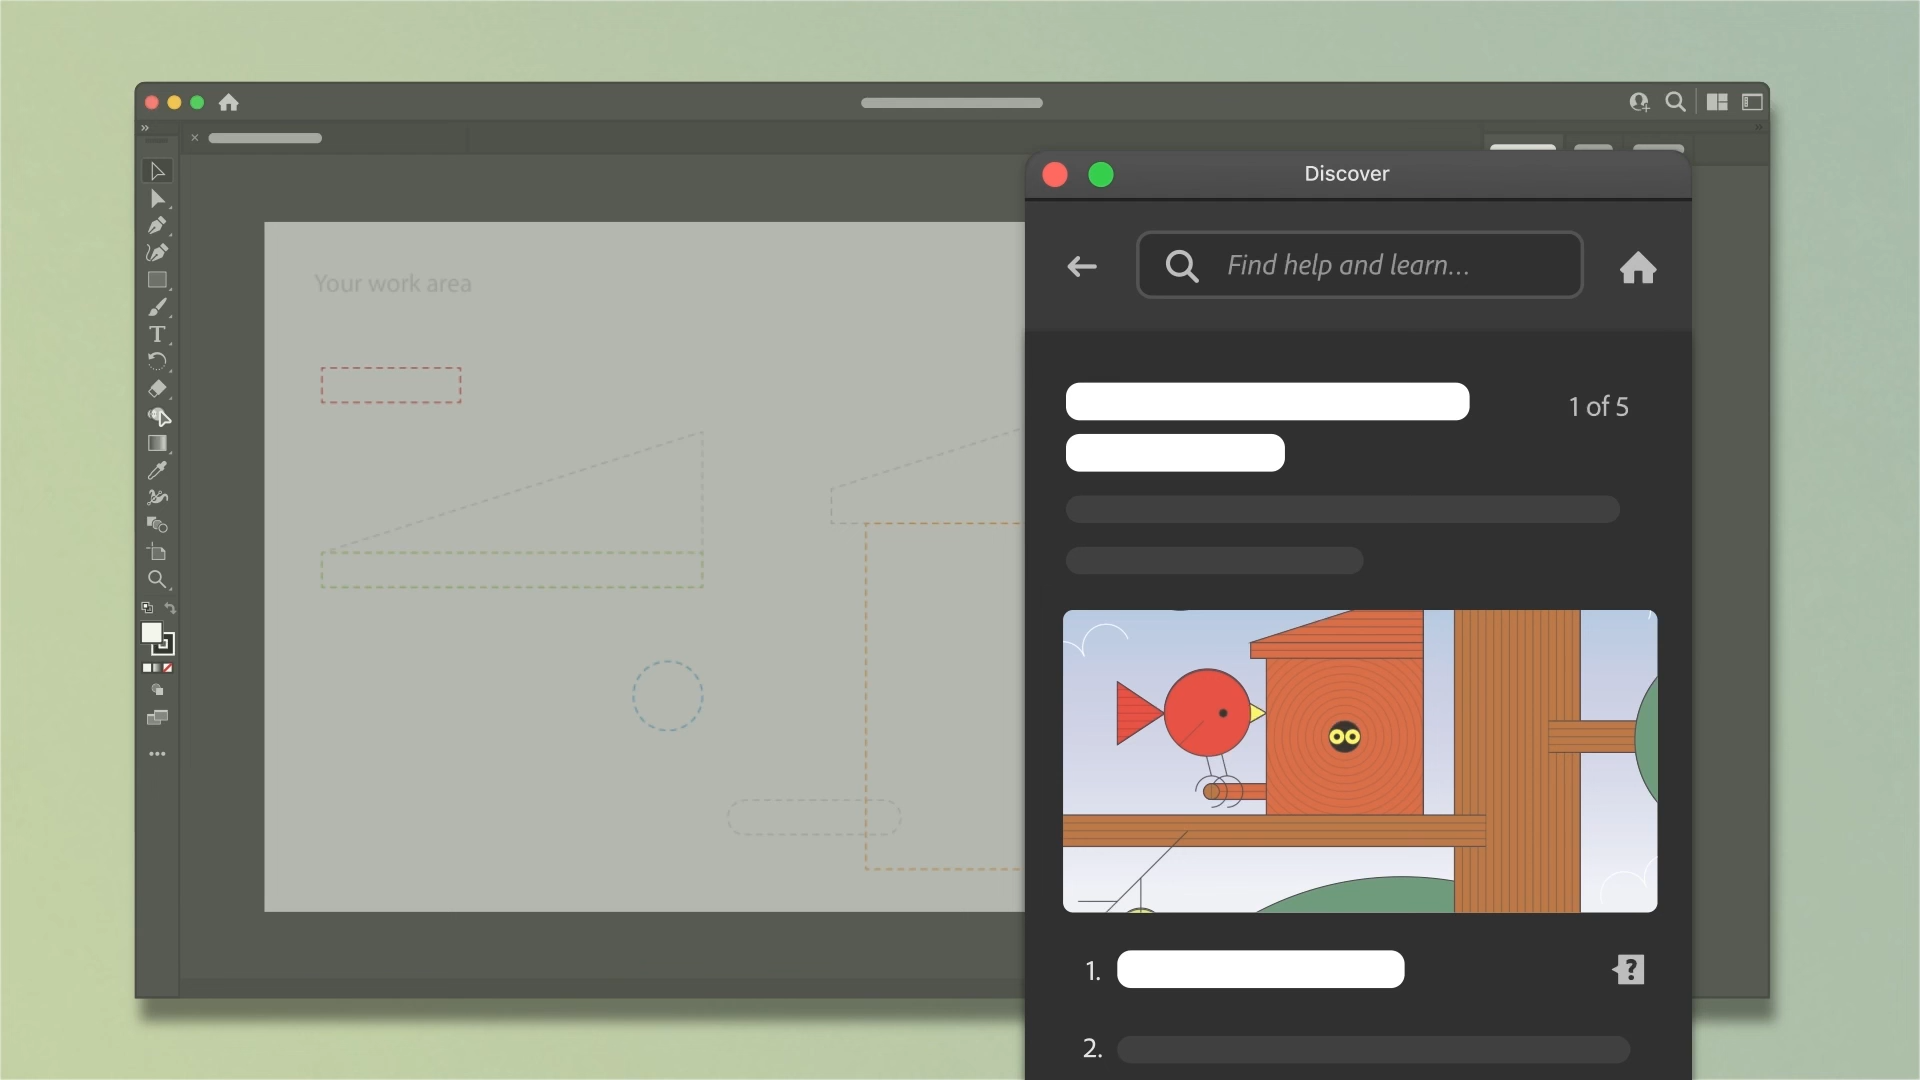 Discover
Find help and learn...
Your work area
1 of 5
1.
2.